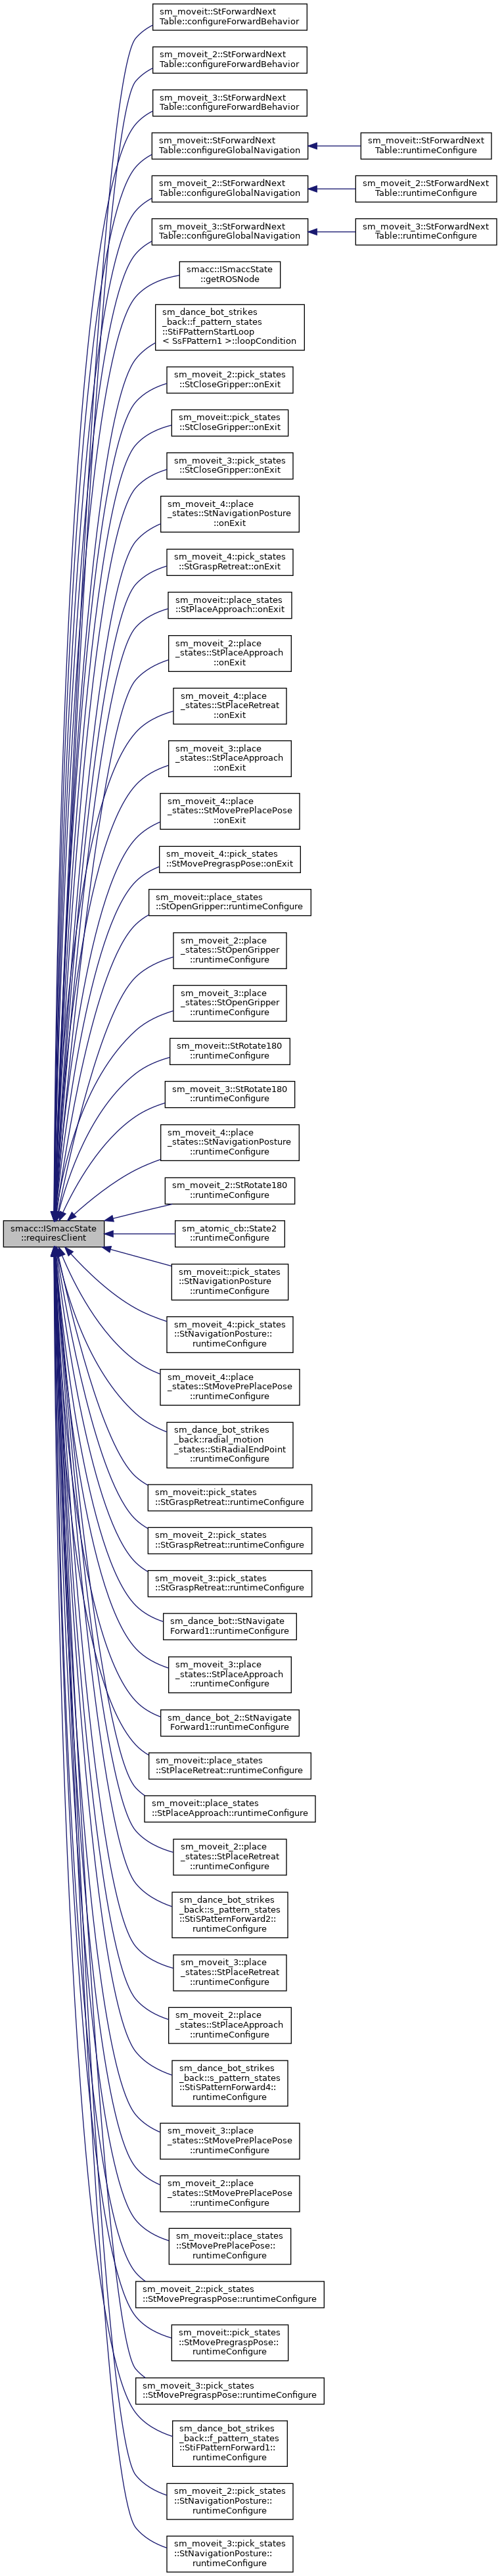 sm_moveit::StForwardNext
Table::configureForwardBehavior
sm_moveit_2::StForwardNext
Table::configureForwardBehavior
sm_moveit_3::StForwardNext
Table::configureForwardBehavior
sm_moveit::StForwardNext
Table::configureGlobalNavigation
sm_moveit::StForwardNext
Table::runtimeConfigure
sm_moveit_2::StForwardNext
Table::configureGlobalNavigation
sm_moveit_2::StForwardNext
Table::runtimeConfigure
sm_moveit_3::StForwardNext
Table::configureGlobalNavigation
sm_moveit_3::StForwardNext
Table::runtimeConfigure
smacc::ISmaccState
::getROSNode
sm_dance_bot_strikes
_back::f_pattern_states
::StiFPatternStartLoop
< SsFPattern1 >::loopCondition
sm_moveit_2::pick_states
::StCloseGripper::onExit
sm_moveit::pick_states
::StCloseGripper::onExit
sm_moveit_3::pick_states
::StCloseGripper::onExit
sm_moveit_4::place
_states::StNavigationPosture
::onExit
sm_moveit_4::pick_states
::StGraspRetreat::onExit
sm_moveit::place_states
::StPlaceApproach::onExit
sm_moveit_2::place
_states::StPlaceApproach
::onExit
sm_moveit_4::place
_states::StPlaceRetreat
::onExit
sm_moveit_3::place
_states::StPlaceApproach
::onExit
sm_moveit_4::place
_states::StMovePrePlacePose
::onExit
sm_moveit_4::pick_states
::StMovePregraspPose::onExit
sm_moveit::place_states
::StOpenGripper::runtimeConfigure
sm_moveit_2::place
_states::StOpenGripper
::runtimeConfigure
sm_moveit_3::place
_states::StOpenGripper
::runtimeConfigure
sm_moveit::StRotate180
::runtimeConfigure
sm_moveit_3::StRotate180
::runtimeConfigure
sm_moveit_4::place
_states::StNavigationPosture
::runtimeConfigure
sm_moveit_2::StRotate180
::runtimeConfigure
smacc::ISmaccState
::requiresClient
sm_atomic_cb::State2
::runtimeConfigure
sm_moveit::pick_states
::StNavigationPosture
::runtimeConfigure
sm_moveit_4::pick_states
::StNavigationPosture::
runtimeConfigure
sm_moveit_4::place
_states::StMovePrePlacePose
::runtimeConfigure
sm_dance_bot_strikes
_back::radial_motion
_states::StiRadialEndPoint
::runtimeConfigure
sm_moveit::pick_states
::StGraspRetreat::runtimeConfigure
sm_moveit_2::pick_states
::StGraspRetreat::runtimeConfigure
sm_moveit_3::pick_states
::StGraspRetreat::runtimeConfigure
sm_dance_bot::StNavigate
Forward1::runtimeConfigure
sm_moveit_3::place
_states::StPlaceApproach
::runtimeConfigure
sm_dance_bot_2::StNavigate
Forward1::runtimeConfigure
sm_moveit::place_states
::StPlaceRetreat::runtimeConfigure
sm_moveit::place_states
::StPlaceApproach::runtimeConfigure
sm_moveit_2::place
_states::StPlaceRetreat
::runtimeConfigure
sm_dance_bot_strikes
_back::s_pattern_states
::StiSPatternForward2::
runtimeConfigure
sm_moveit_3::place
_states::StPlaceRetreat
::runtimeConfigure
sm_moveit_2::place
_states::StPlaceApproach
::runtimeConfigure
sm_dance_bot_strikes
_back::s_pattern_states
::StiSPatternForward4::
runtimeConfigure
sm_moveit_3::place
_states::StMovePrePlacePose
::runtimeConfigure
sm_moveit_2::place
_states::StMovePrePlacePose
::runtimeConfigure
sm_moveit::place_states
::StMovePrePlacePose::
runtimeConfigure
sm_moveit_2::pick_states
::StMovePregraspPose::runtimeConfigure
sm_moveit::pick_states
::StMovePregraspPose::
runtimeConfigure
sm_moveit_3::pick_states
::StMovePregraspPose::runtimeConfigure
sm_dance_bot_strikes
_back::f_pattern_states
::StiFPatternForward1::
runtimeConfigure
sm_moveit_2::pick_states
::StNavigationPosture::
runtimeConfigure
sm_moveit_3::pick_states
::StNavigationPosture::
runtimeConfigure